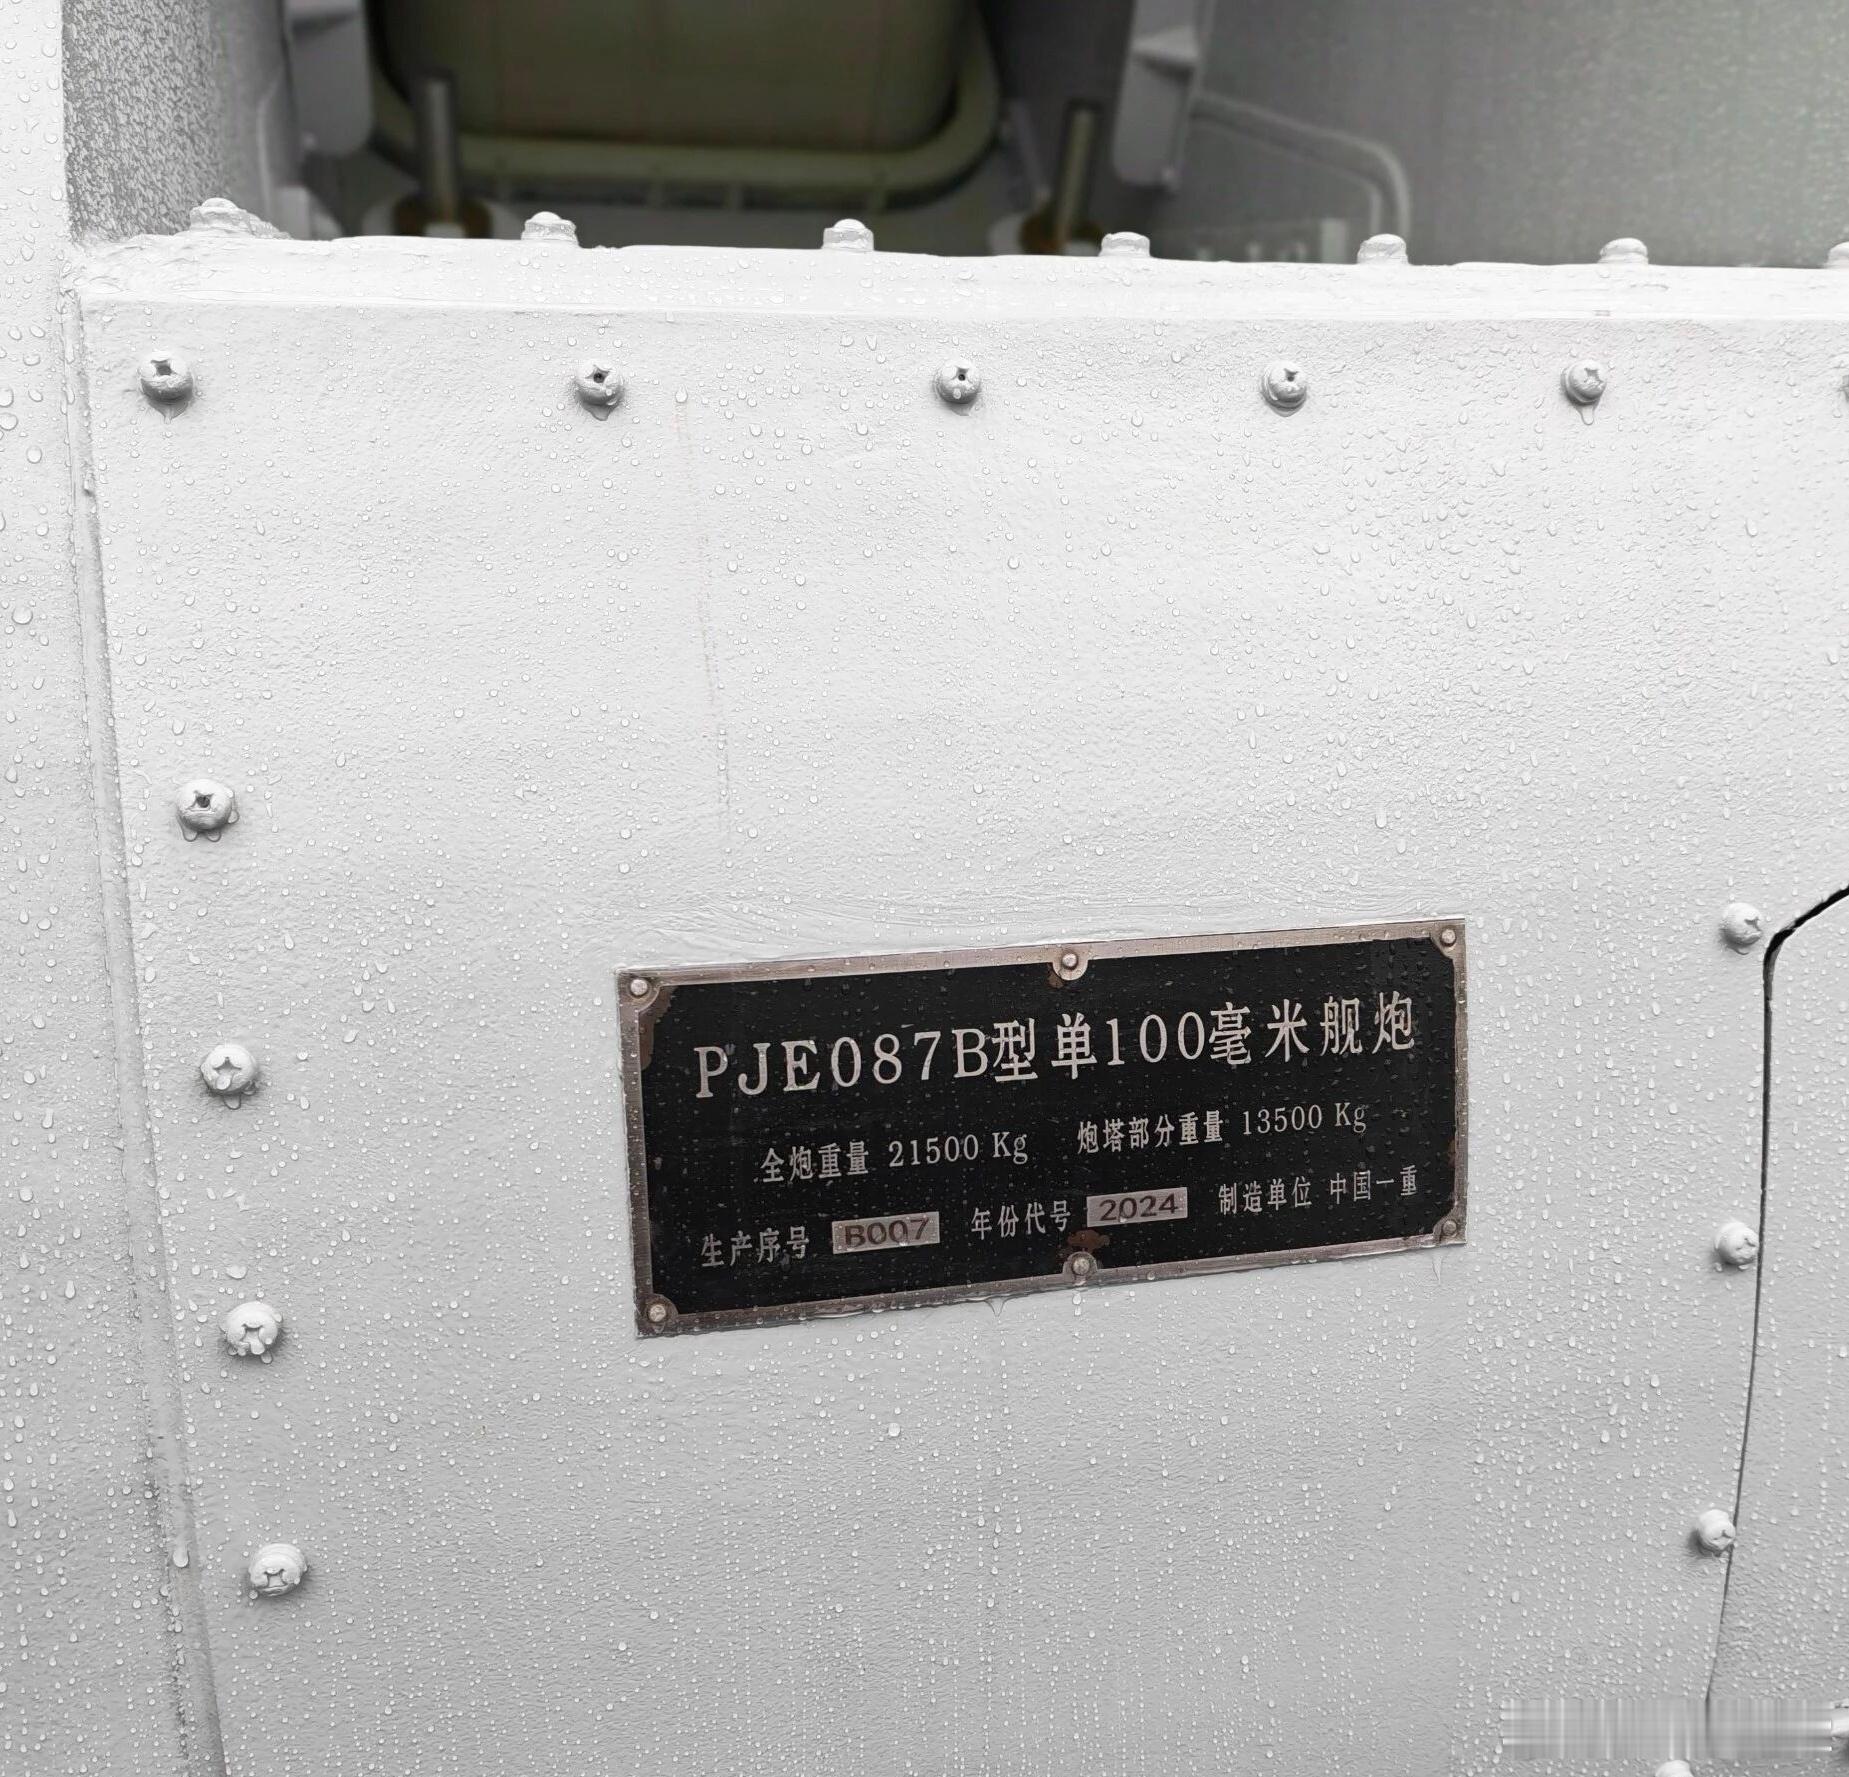 PJE087B型单100毫米舰炮
全炮重量 21500 Kg 炮塔部分重量 13500 Kg
生产序号 B007 年份代号 2024 制造单位 中国一重